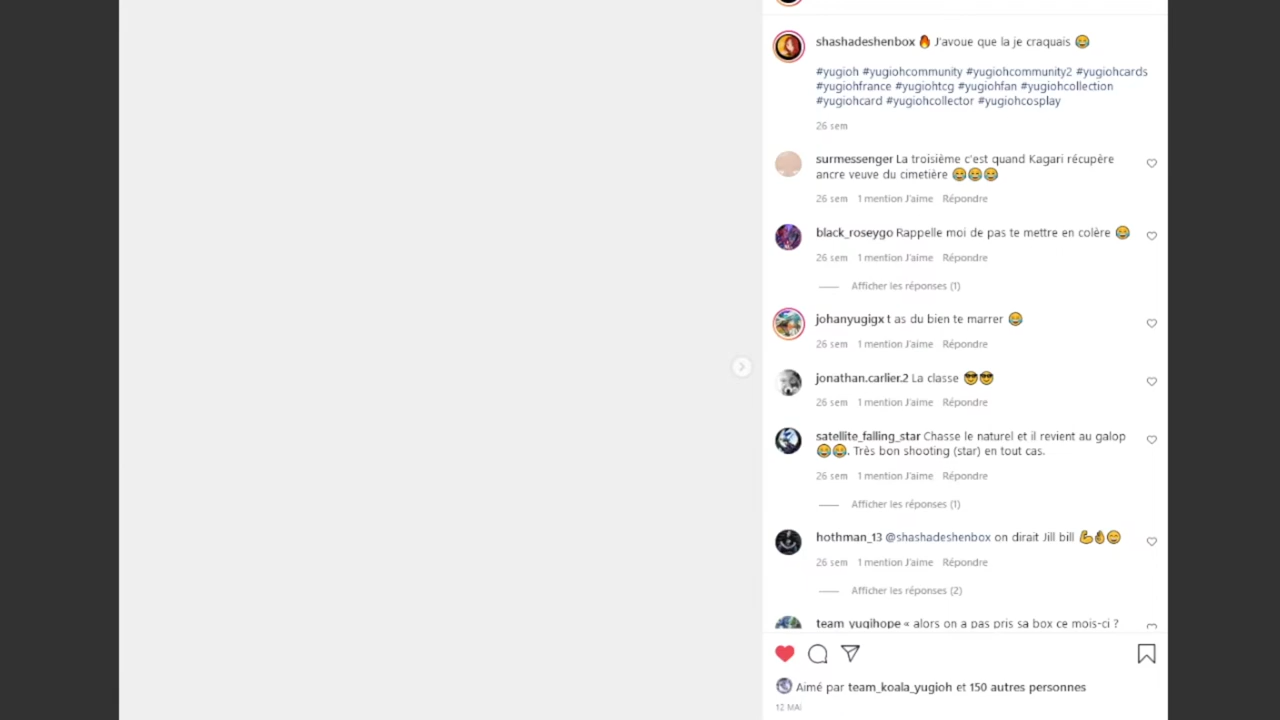 shashadeshenbox 🔥 J'avoue que la je craquais 😂
#yugioh #yugiohcommunity #yugiohcommunity2 #yugiohcards
#yugiohfrance #yugiohtcg #yugiohfan #yugiohcollection
#yugiohcard #yugiohcollector #yugiohcosplay
26 sem
surmessenger La troisième c'est quand Kagari récupère
ancre veuve du cimetière 😂😂😂
26 sem 1 mention J'aime Répondre
black_roseygo Rappelle moi de pas te mettre en colère 😂
26 sem 1 mention J'aime Répondre
Afficher les réponses (1)
johanyugigx t as du bien te marrer 😂
26 sem 1 mention J'aime Répondre
jonathan.carlier.2 La classe 😎😎
26 sem 1 mention J'aime Répondre
satellite_falling_star Chasse le naturel et il revient au galop
😂😂. Très bon shooting (star) en tout cas.
26 sem 1 mention J'aime Répondre
Afficher les réponses (1)
hothman_13 @shashadeshenbox on dirait Jill bill 💪👌😄
26 sem 1 mention J'aime Répondre
Afficher les réponses (2)
team_yugihope « alors on a pas pris sa box ce mois-ci ?
Aimé par team_koala_yugioh et 150 autres personnes
12 MAI